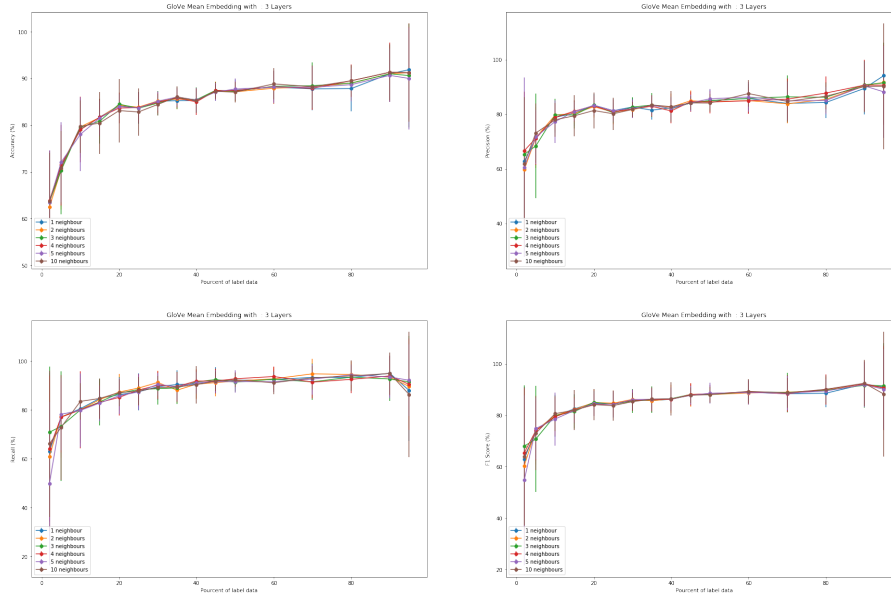 GloVe Mean Embedding with 3 Layers
100
90
80
70
60
50
Accuracy (%)
0 20 40 60 80
Pourcent of label data
1 neighbour
2 neighbours
3 neighbours
4 neighbours
5 neighbours
10 neighbours
GloVe Mean Embedding with 3 Layers
100
80
60
40
Precision (%)
0 20 40 60 80
Pourcent of label data
1 neighbour
2 neighbours
3 neighbours
4 neighbours
5 neighbours
10 neighbours
GloVe Mean Embedding with 3 Layers
100
80
60
40
20
Recall (%)
0 20 40 60 80
Pourcent of label data
1 neighbour
2 neighbours
3 neighbours
4 neighbours
5 neighbours
10 neighbours
GloVe Mean Embedding with 3 Layers
100
80
60
40
20
F1 Score (%)
0 20 40 60 80
Pourcent of label data
1 neighbour
2 neighbours
3 neighbours
4 neighbours
5 neighbours
10 neighbours